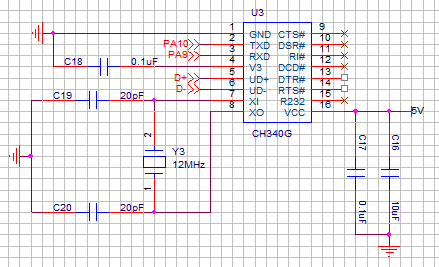 U3
1 GND CTS# 9
PA10 2 TXD DSR# 10
PA9 3 RXD RI# 11
C18 0.1uF 4 V3 DCD# 12
D+ 5 UD+ DTR# 13
D- 6 UD- RTS# 14
C19 20pF 7 XI R232 15
8 XO VCC 16
5V
CH340G
2
Y3
12MHz
1
C17 C16
0.1uF 10uF
C20 20pF